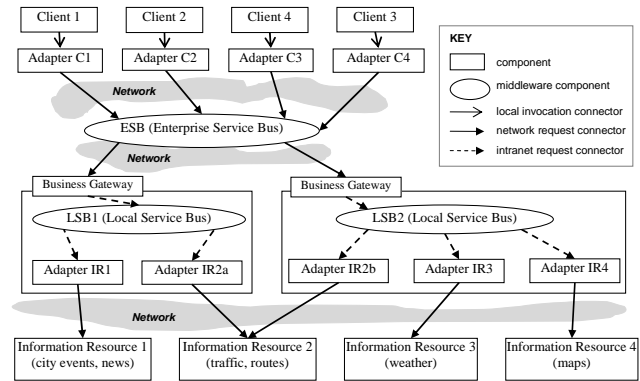 Client 1
Client 2
Client 4
Client 3
Adapter C1
Adapter C2
Adapter C3
Adapter C4
Network
ESB (Enterprise Service Bus)
Network
Business Gateway
Business Gateway
LSB1 (Local Service Bus)
LSB2 (Local Service Bus)
Adapter IR1
Adapter IR2a
Adapter IR2b
Adapter IR3
Adapter IR4
Network
Information Resource 1
(city events, news)
Information Resource 2
(traffic, routes)
Information Resource 3
(weather)
Information Resource 4
(maps)
KEY
component
middleware component
local invocation connector
network request connector
intranet request connector